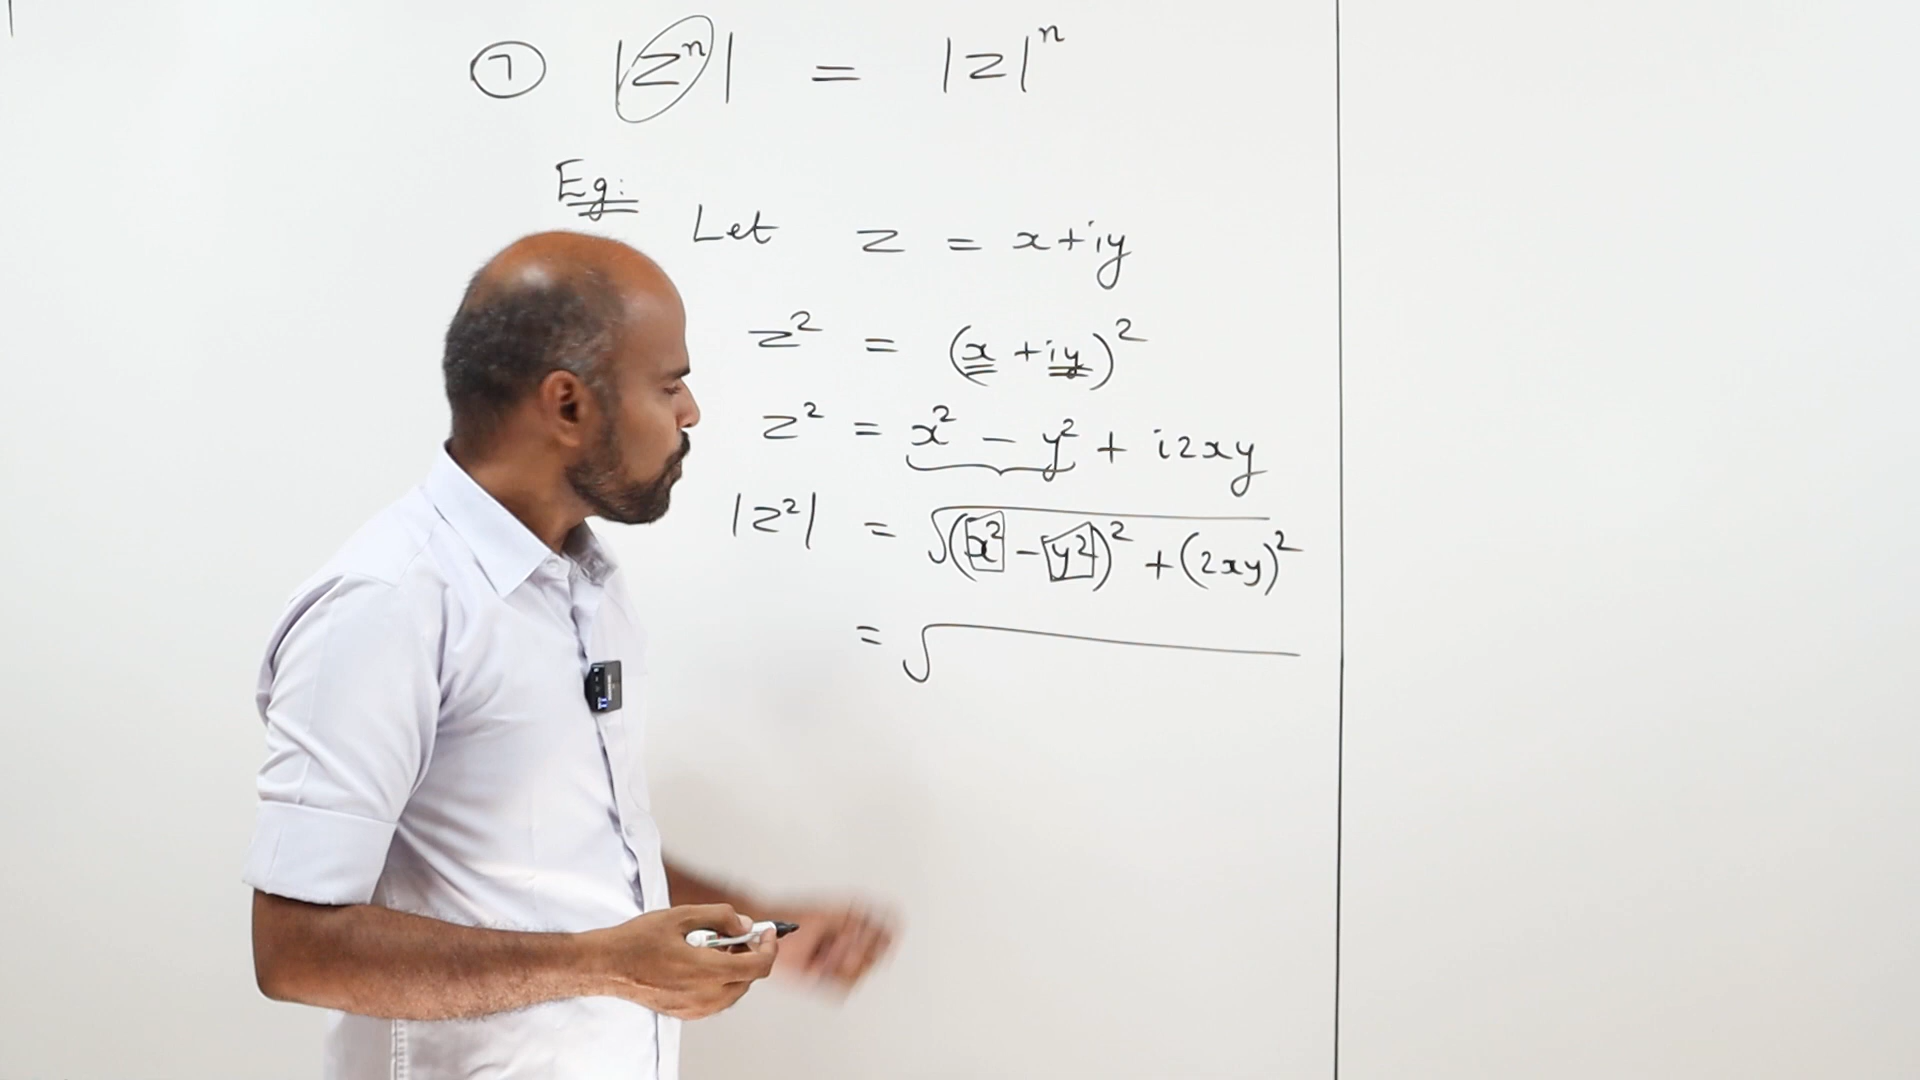 ⑦ |zⁿ| = |z|ⁿ
Eg:
Let z = x+iy
z² = (x + iy)²
z² = x² − y² + i2xy
|z²| = √((x² − y²)² + (2xy)²)
= √